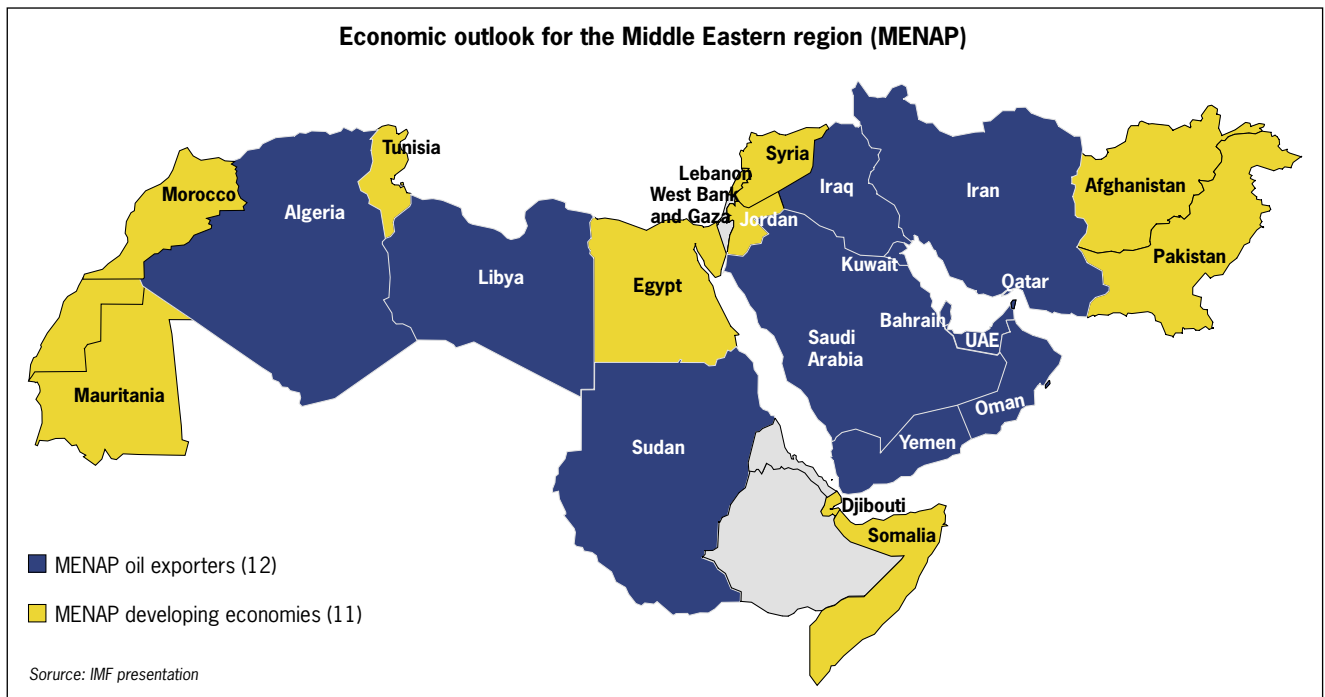 Economic outlook for the Middle Eastern region (MENAP)
Tunisia
Morocco
Algeria
Libya
Egypt
Mauritania
Sudan
Syria
Lebanon
West Bank
and Gaza
Jordan
Iraq
Iran
Afghanistan
Pakistan
Kuwait
Qatar
Bahrain
UAE
Saudi
Arabia
Oman
Yemen
Djibouti
Somalia
MENAP oil exporters (12)
MENAP developing economies (11)
Sorurce: IMF presentation